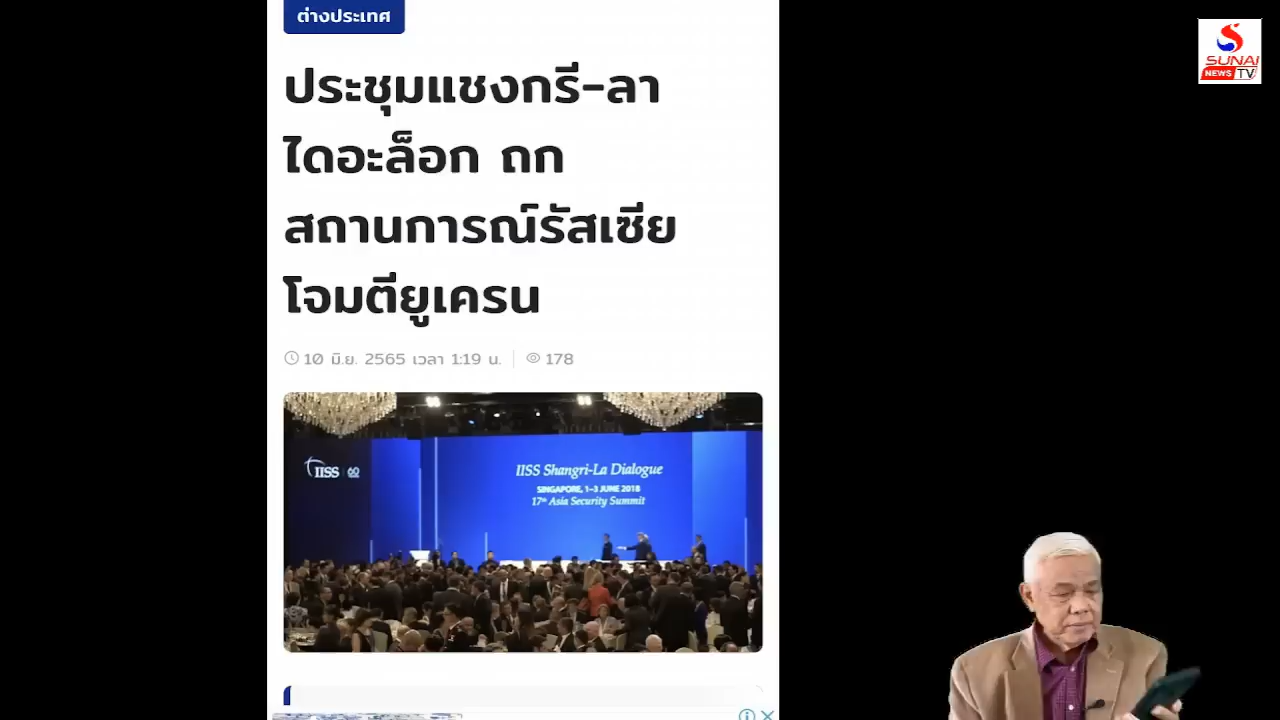 ต่างประเทศ
ประชุมแชงกรี-ลา
ไดอะล็อก ถก
สถานการณ์รัสเซีย
โจมตียูเครน
10 มิ.ย. 2565 เวลา 1:19 น. 178
IISS 60
IISS Shangri-La Dialogue
SINGAPORE, 1-3 JUNE 2018
17th Asia Security Summit
SUNAI
NEWS TV